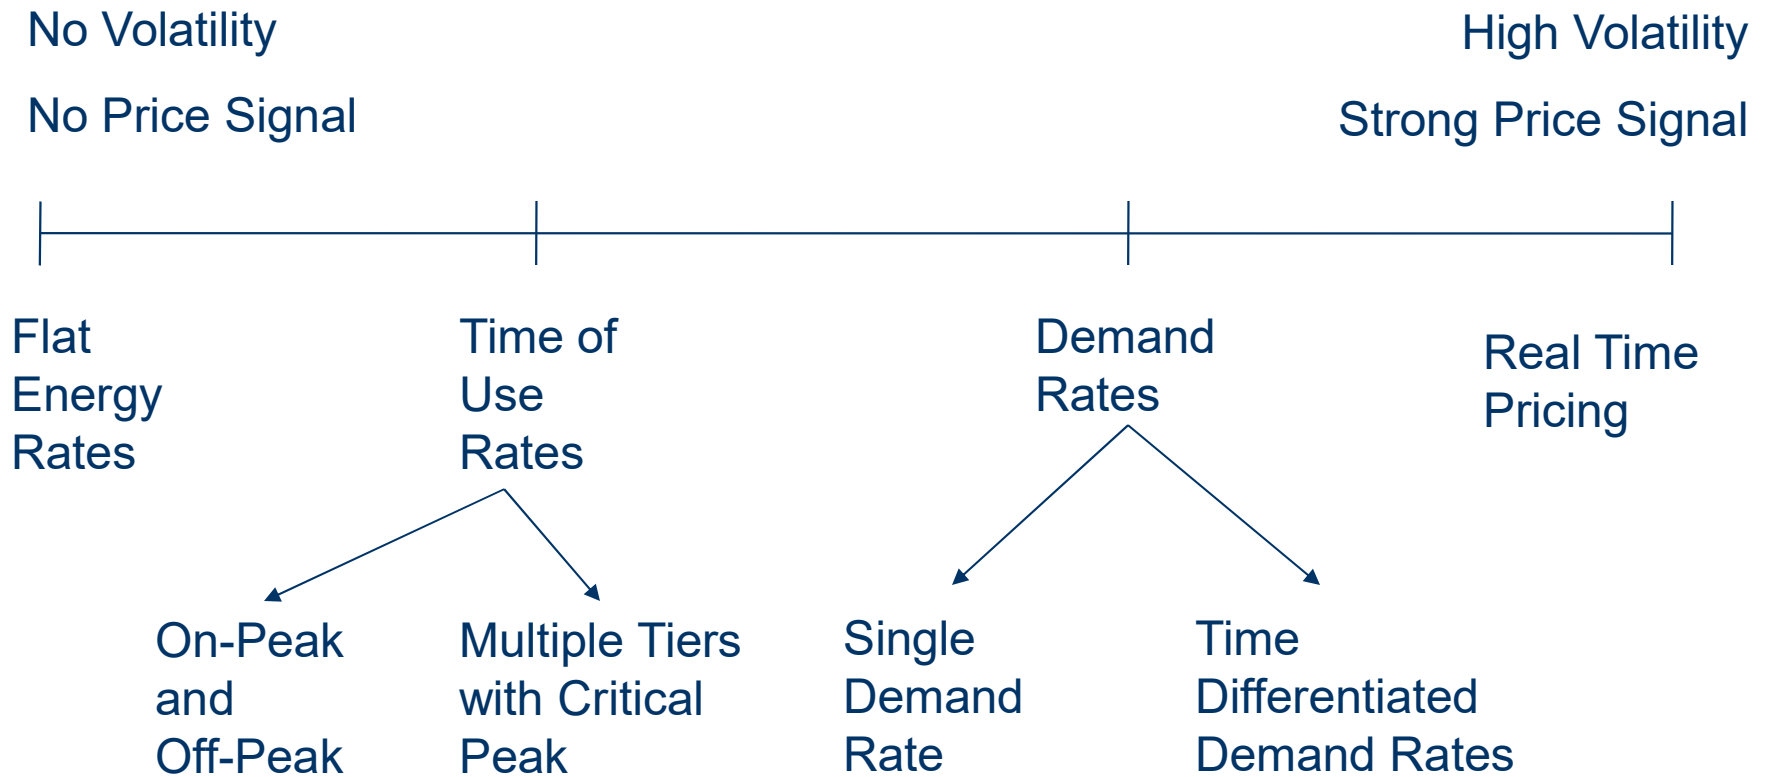 No Volatility
High Volatility
No Price Signal
Strong Price Signal
Flat
Energy
Rates
Time of
Use
Rates
Demand
Rates
Real Time
Pricing
On-Peak
and
Off-Peak
Multiple Tiers
with Critical
Peak
Single
Demand
Rate
Time
Differentiated
Demand Rates